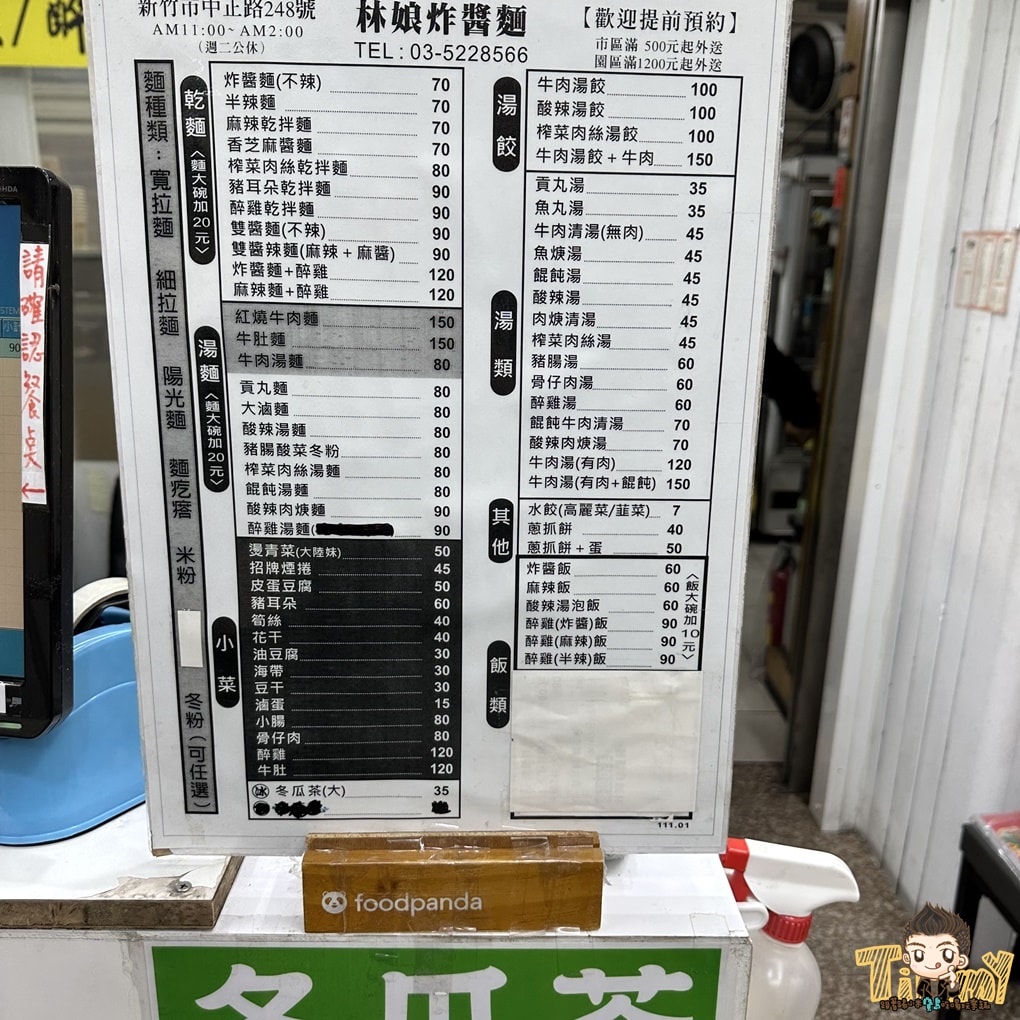 新竹市中正路248號
AM11:00~AM2:00
(週二公休)
林娘炸醬麵
TEL:03-5228566
【歡迎提前預約】
市區滿 500元起外送
園區滿1200元起外送
麵種類:寬拉麵 細拉麵 陽光麵 麵疙瘩 米粉 冬粉(可任選)
乾麵〈麵大碗加20元〉
炸醬麵(不辣) 70
半辣麵 70
麻辣乾拌麵 70
香芝麻醬麵 70
榨菜肉絲乾拌麵 80
豬耳朵乾拌麵 90
醉雞乾拌麵 90
雙醬麵(不辣) 90
雙醬辣麵(麻辣+麻醬) 90
炸醬麵+醉雞 120
麻辣麵+醉雞 120
湯麵〈麵大碗加20元〉
紅燒牛肉麵 150
牛肚麵 150
牛肉湯麵 80
貢丸麵 80
大滷麵 80
酸辣湯麵 80
豬腸酸菜冬粉 80
榨菜肉絲湯麵 80
餛飩湯麵 80
酸辣肉焿麵 90
醉雞湯麵( 90
小菜
燙青菜(大陸妹) 50
招牌煙捲 45
皮蛋豆腐 50
豬耳朵 60
筍絲 40
花干 40
油豆腐 30
海帶 30
豆干 30
滷蛋 15
小腸 80
骨仔肉 80
醉雞 120
牛肚 120
冰 冬瓜茶(大) 35
湯餃
牛肉湯餃 100
酸辣湯餃 100
榨菜肉絲湯餃 100
牛肉湯餃+牛肉 150
湯類
貢丸湯 35
魚丸湯 35
牛肉清湯(無肉) 45
魚焿湯 45
餛飩湯 45
酸辣湯 45
肉焿清湯 45
榨菜肉絲湯 45
豬腸湯 60
骨仔肉湯 60
醉雞湯 60
餛飩牛肉清湯 70
酸辣肉焿湯 70
牛肉湯(有肉) 120
牛肉湯(有肉+餛飩) 150
其他
水餃(高麗菜/韮菜) 7
蔥抓餅 40
蔥抓餅+蛋 50
飯類
炸醬飯 60
麻辣飯 60
酸辣湯泡飯 60
醉雞(炸醬)飯 90
醉雞(麻辣)飯 90
醉雞(半辣)飯 90
〈飯大碗加10元〉
111.01
請確認餐桌←
foodpanda
冬瓜茶
Timmy